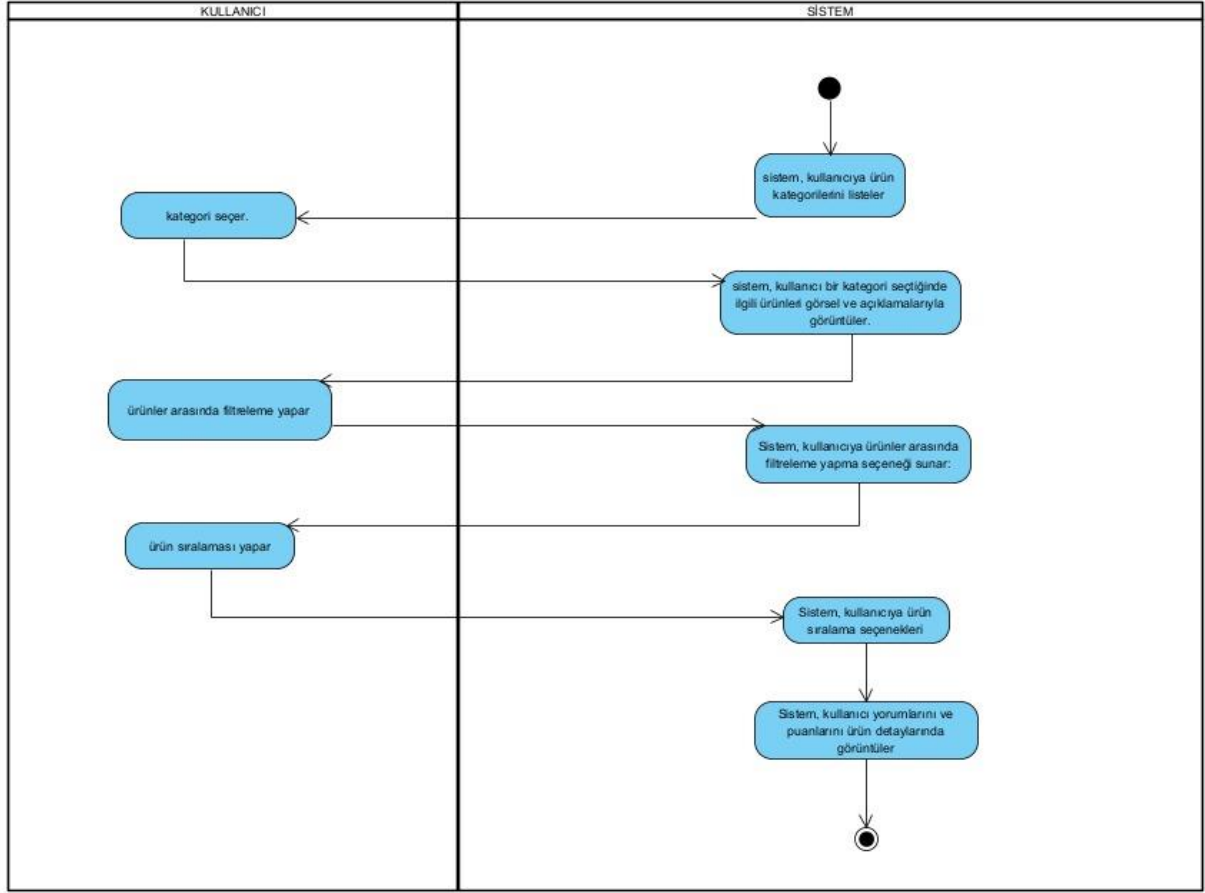 KULLANICI
SİSTEM
sistem, kullanıcıya ürün
kategorilerini listeler
kategori seçer.
sistem, kullanıcı bir kategori seçtiğinde
ilgili ürünleri görsel ve açıklamalarıyla
görüntüler.
ürünler arasında filtreleme yapar
Sistem, kullanıcıya ürünler arasında
filtreleme yapma seçeneği sunar:
ürün sıralaması yapar
Sistem, kullanıcıya ürün
sıralama seçenekleri
Sistem, kullanıcı yorumlarını ve
puanlarını ürün detaylarında
görüntüler